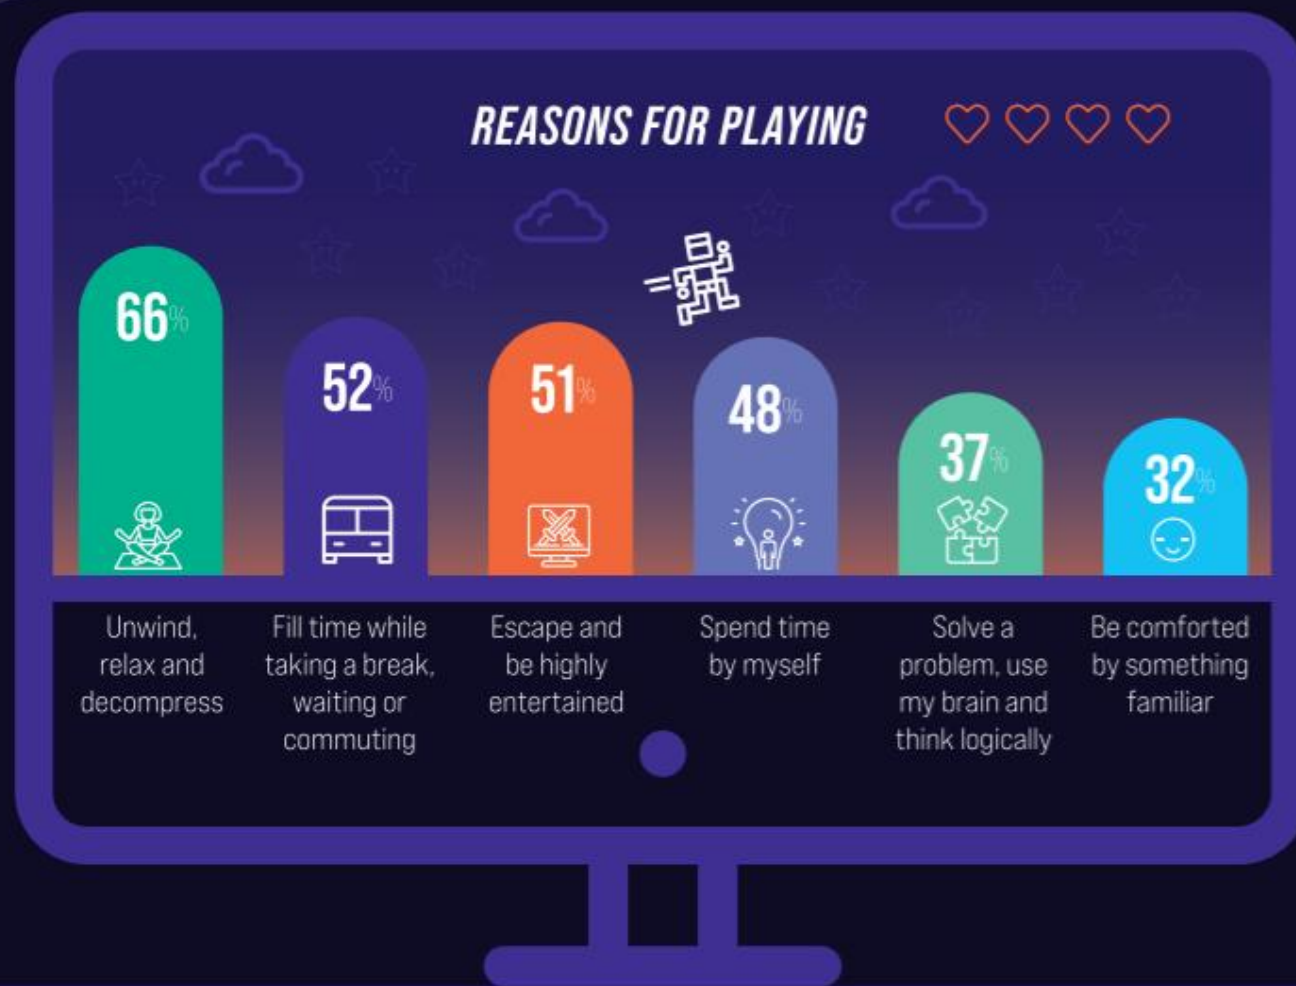 REASONS FOR PLAYING
66%
52%
51%
48%
37%
32%
Unwind,
relax and
decompress
Fill time while
taking a break,
waiting or
commuting
Escape and
be highly
entertained
Spend time
by myself
Solve a
problem, use
my brain and
think logically
Be comforted
by something
familiar